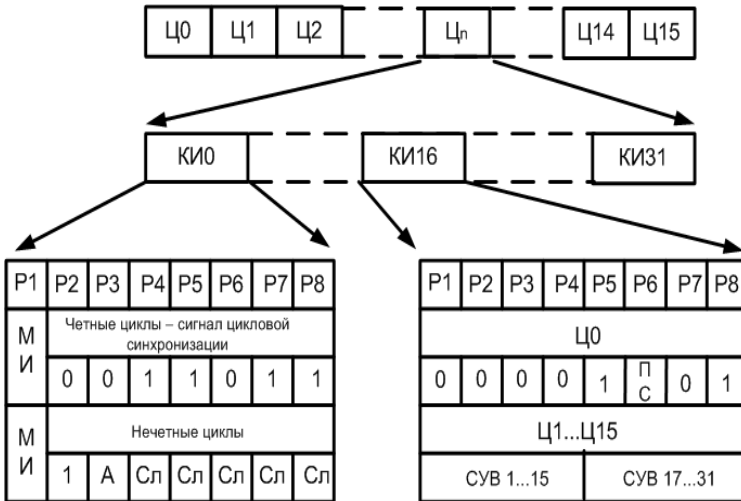 Ц0 Ц1 Ц2 Цn Ц14 Ц15
КИ0 КИ16 КИ31
Р1 Р2 Р3 Р4 Р5 Р6 Р7 Р8
МИ
Четные циклы – сигнал цикловой
синхронизации
0 0 1 1 0 1 1
МИ
Нечетные циклы
1 А Сл Сл Сл Сл Сл
Р1 Р2 Р3 Р4 Р5 Р6 Р7 Р8
Ц0
0 0 0 0 1 ПС 0 1
Ц1...Ц15
СУВ 1...15 СУВ 17...31